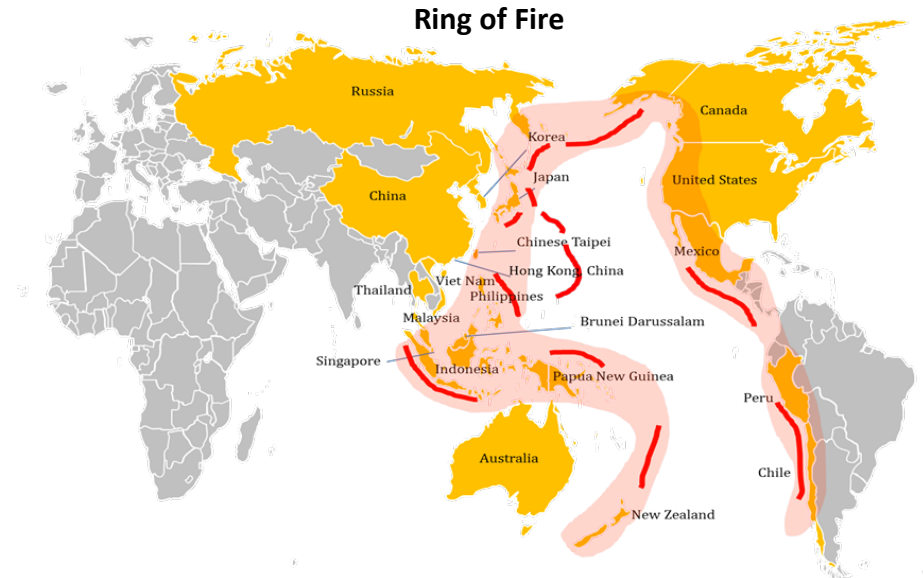 Ring of Fire
Russia
Canada
Korea
Japan
United States
China
Chinese Taipei
Mexico
Hong Kong, China
Viet Nam
Thailand
Philippines
Malaysia
Brunei Darussalam
Singapore
Indonesia
Papua New Guinea
Peru
Australia
Chile
New Zealand